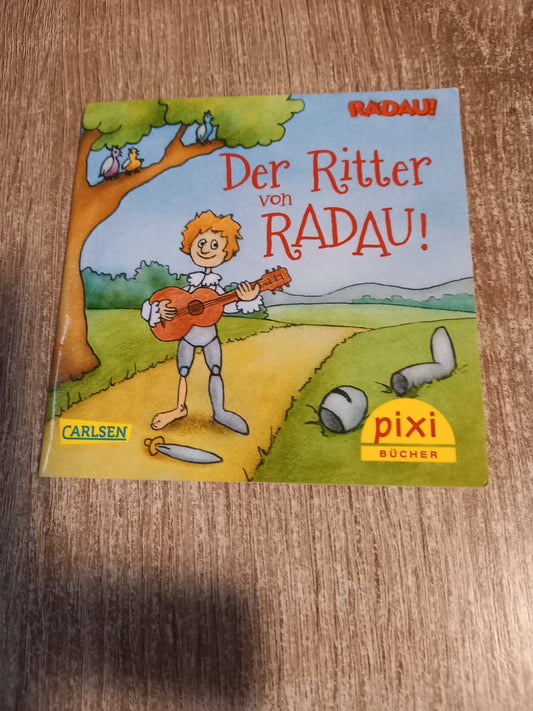 RADAU!
Der Ritter
von
RADAU!
CARLSEN
pixi
BÜCHER